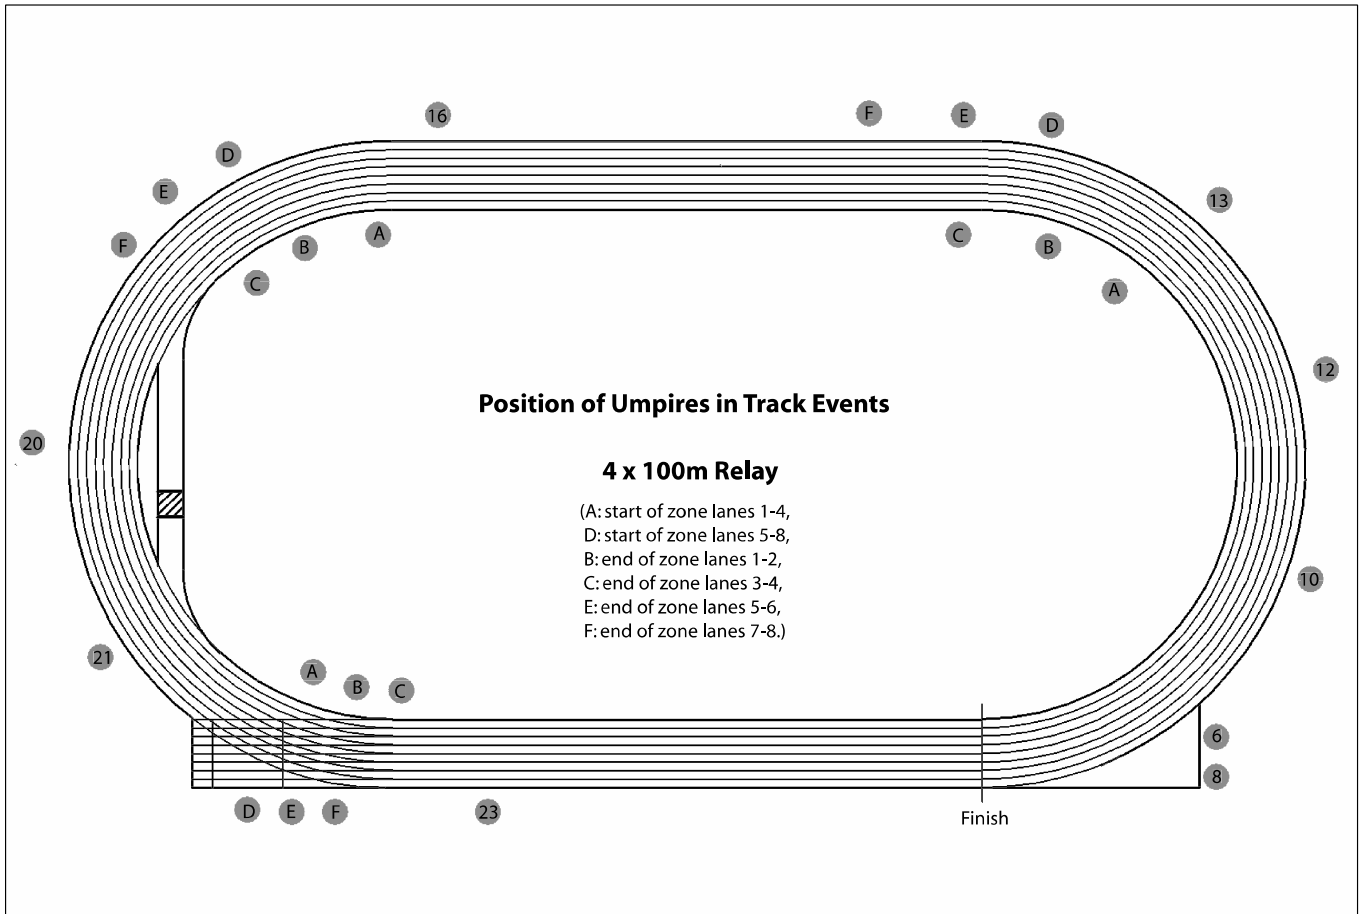 16
F
E
D
D
E
13
F
A
C
B
B
C
A
12
Position of Umpires in Track Events
20
4 x 100m Relay
(A: start of zone lanes 1-4,
D: start of zone lanes 5-8,
B: end of zone lanes 1-2,
C: end of zone lanes 3-4,
E: end of zone lanes 5-6,
F: end of zone lanes 7-8.)
10
21
A
B
C
6
8
D
E
F
23
Finish